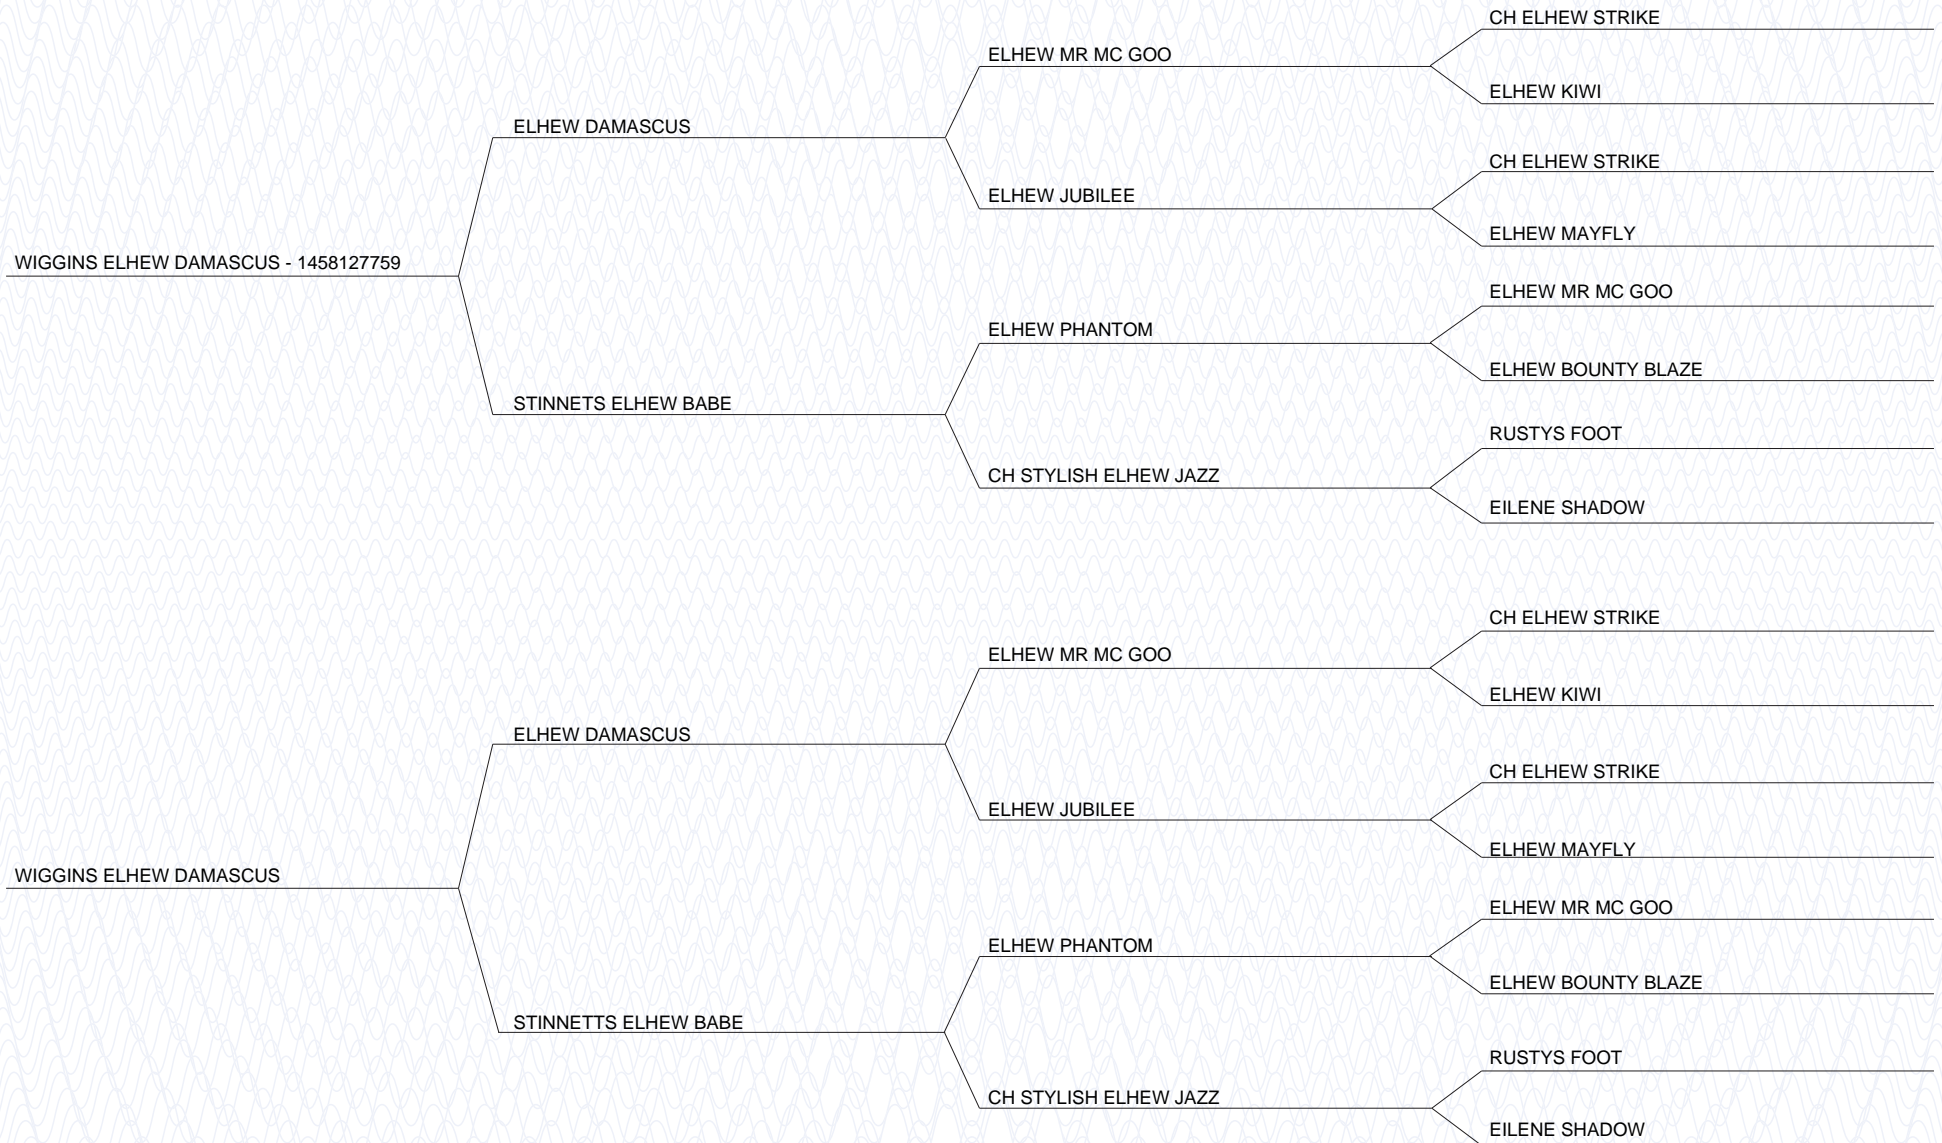 CH ELHEW STRIKE
ELHEW MR MC GOO
ELHEW KIWI
ELHEW DAMASCUS
CH ELHEW STRIKE
ELHEW JUBILEE
ELHEW MAYFLY
WIGGINS ELHEW DAMASCUS - 1458127759
ELHEW MR MC GOO
ELHEW PHANTOM
ELHEW BOUNTY BLAZE
STINNETS ELHEW BABE
RUSTYS FOOT
CH STYLISH ELHEW JAZZ
EILENE SHADOW
CH ELHEW STRIKE
ELHEW MR MC GOO
ELHEW KIWI
ELHEW DAMASCUS
CH ELHEW STRIKE
ELHEW JUBILEE
ELHEW MAYFLY
WIGGINS ELHEW DAMASCUS
ELHEW MR MC GOO
ELHEW PHANTOM
ELHEW BOUNTY BLAZE
STINNETTS ELHEW BABE
RUSTYS FOOT
CH STYLISH ELHEW JAZZ
EILENE SHADOW